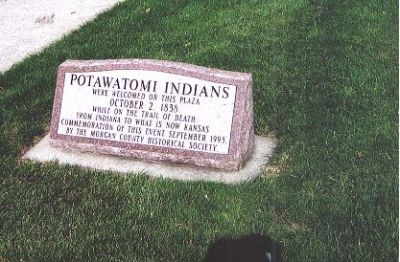 POTAWATOMI INDIANS
WERE WELCOMED ON THIS PLAZA
OCTOBER 2, 1838
WHILE ON THE TRAIL OF DEATH
FROM INDIANA TO WHAT IS NOW KANSAS
COMMEMORATION OF THIS EVENT SEPTEMBER 1993
BY THE MORGAN COUNTY HISTORICAL SOCIETY